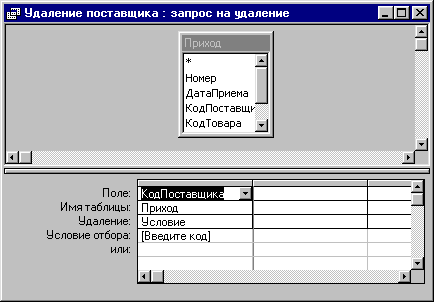 Удаление поставщика : запрос на удаление
Приход
*
Номер
ДатаПриема
КодПоставщи
КодТовара
Поле: КодПоставщика
Имя таблицы: Приход
Удаление: Условие
Условие отбора: [Введите код]
или: